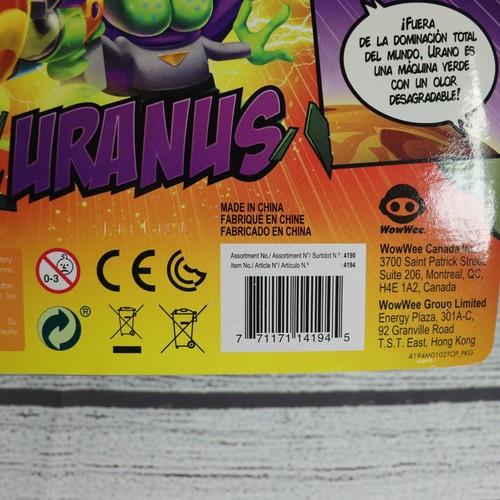 ¡FUERA
DE LA DOMINACIÓN TOTAL
DEL MUNDO, URANO ES
UNA MÁQUINA VERDE
CON UN OLOR
DESAGRADABLE!
URANUS
MADE IN CHINA
FABRIQUÉ EN CHINE
FABRICADO EN CHINA
WowWee
0-3
CE
Assortment No./ Assortiment N°/ Surtidot N.º: 4190
Item No./ Article N°/ Artículo N.º : 4194
7 71171 14194 5
WowWee Canada Inc.
3700 Saint Patrick Street,
Suite 206, Montreal, QC,
H4E 1A2, Canada
WowWee Group Limited
Energy Plaza, 301A-C,
92 Granville Road
T.S.T. East, Hong Kong
4194M0102TOP_PKG